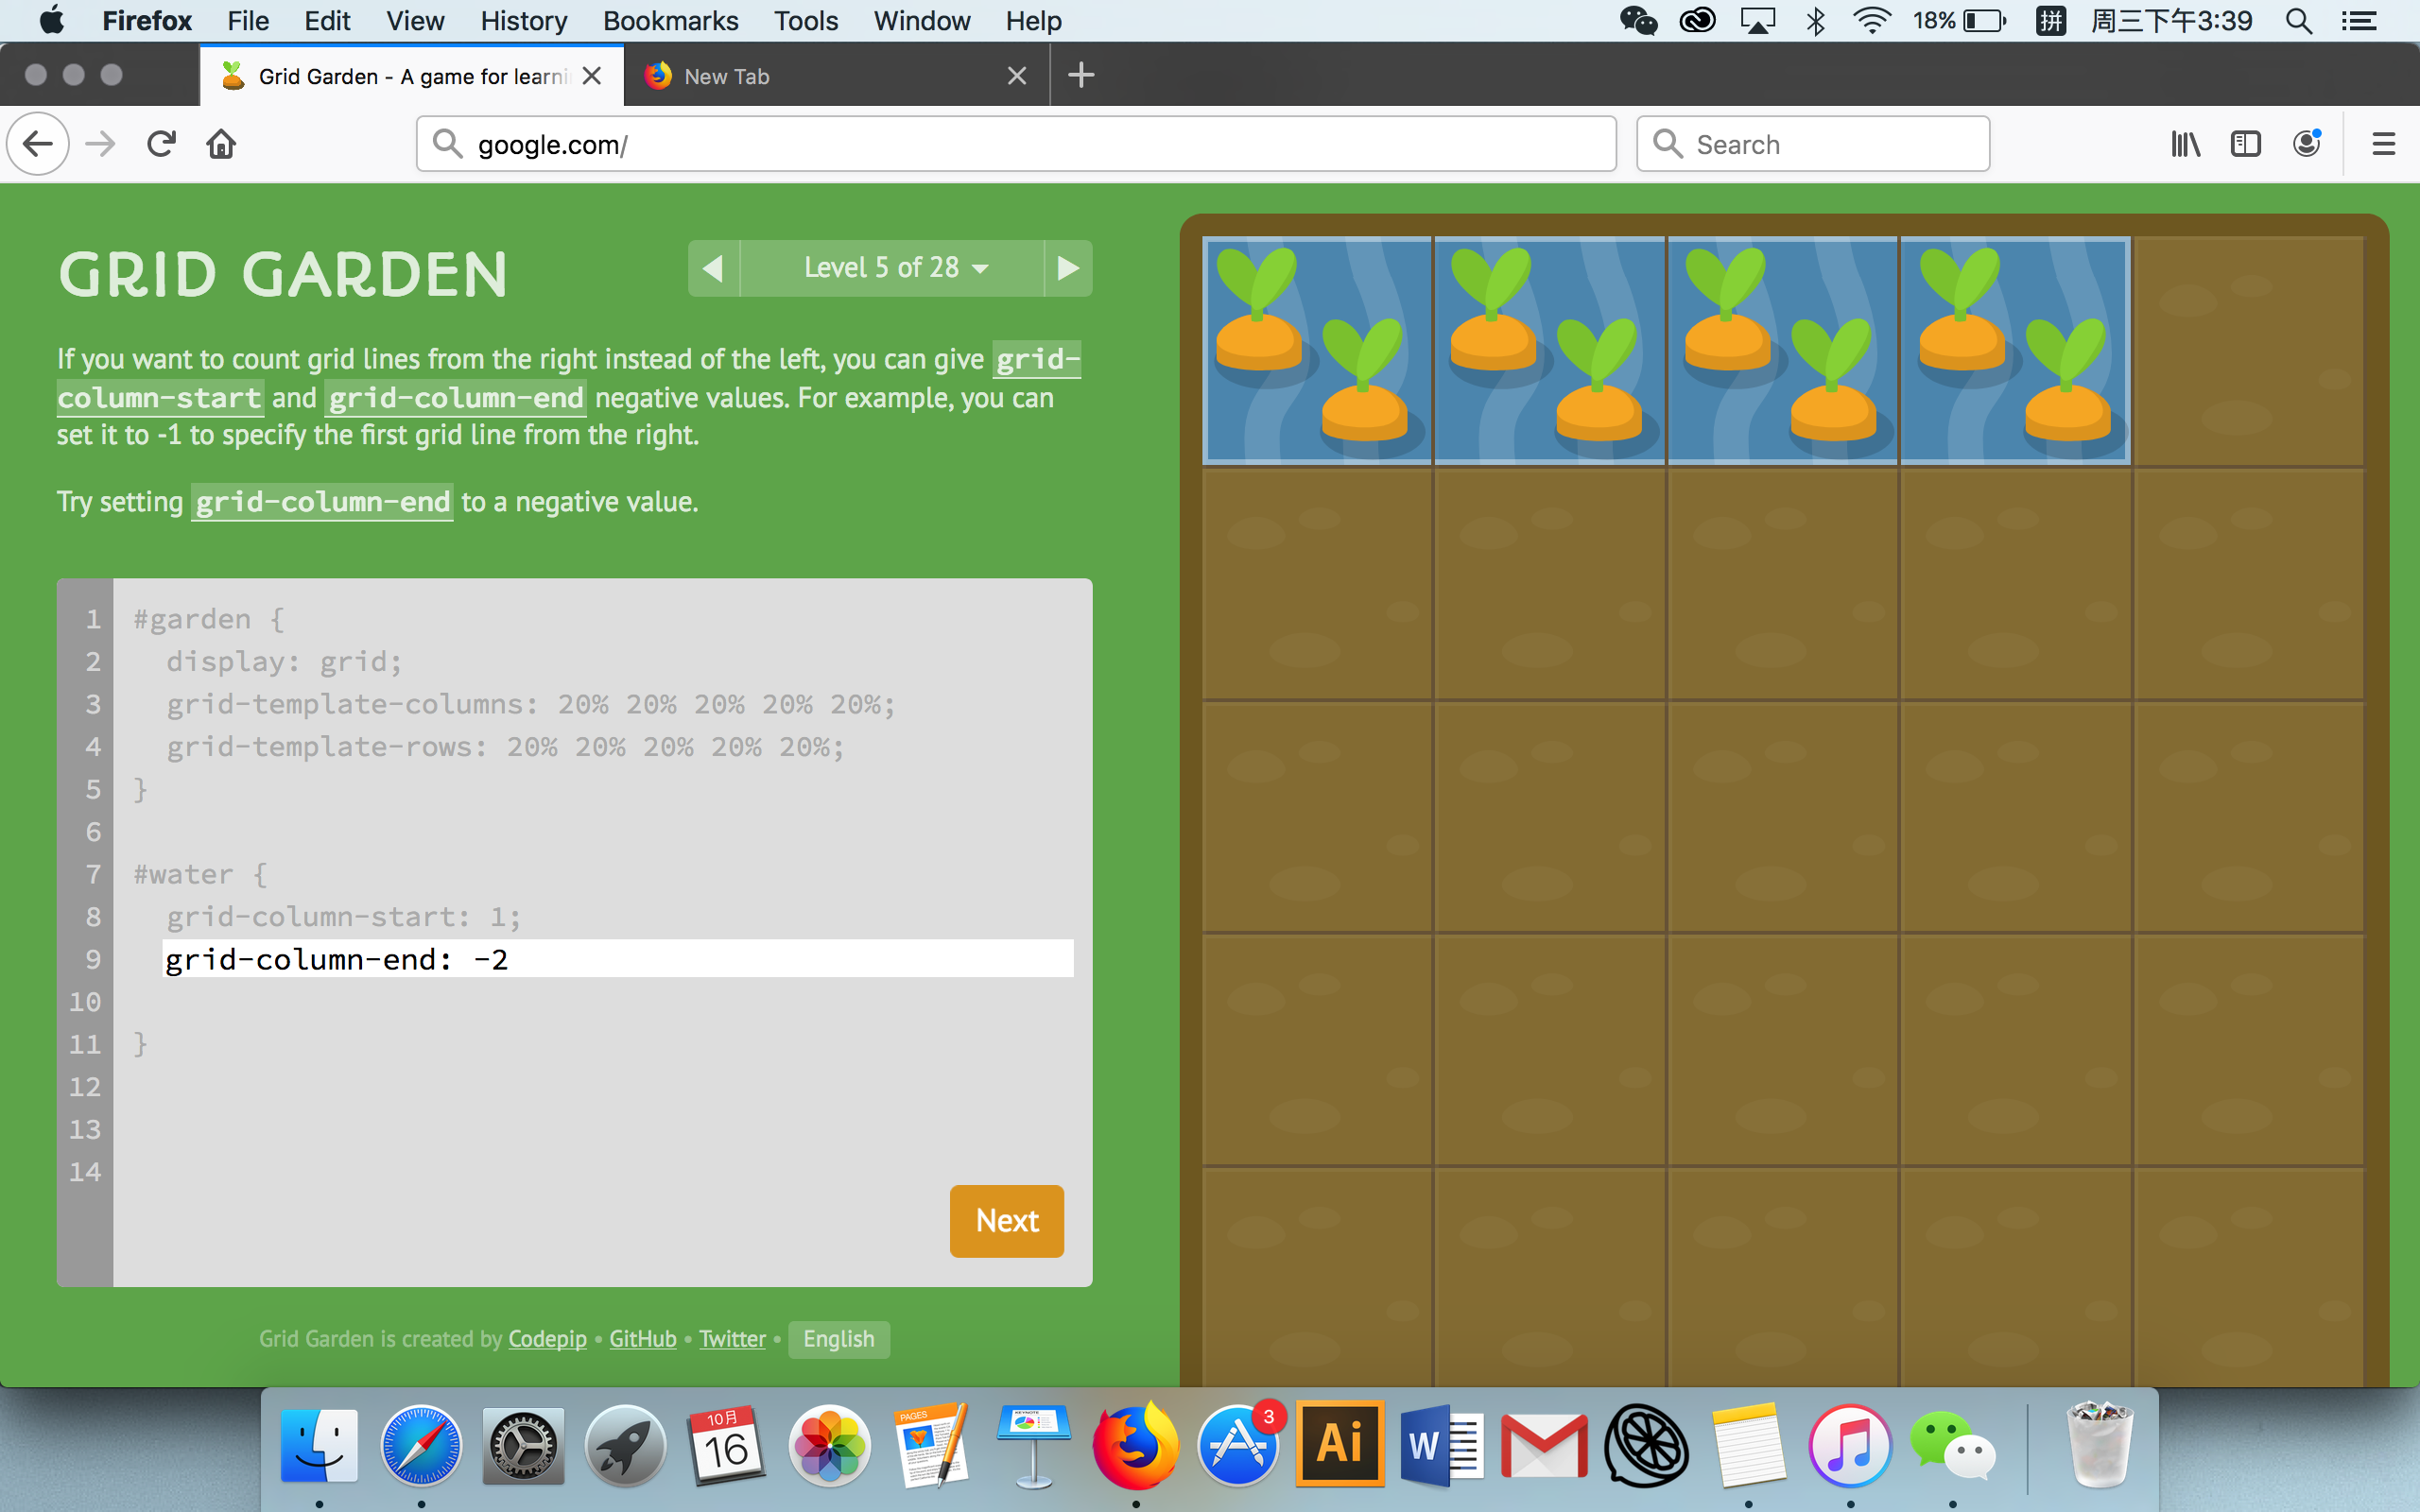 Firefox File Edit View History Bookmarks Tools Window Help 18% 拼 周三下午3:39
Grid Garden - A game for learni New Tab
google.com/ Search
GRID GARDEN
Level 5 of 28
If you want to count grid lines from the right instead of the left, you can give grid-
column-start and grid-column-end negative values. For example, you can
set it to -1 to specify the first grid line from the right.
Try setting grid-column-end to a negative value.
1 #garden {
2 display: grid;
3 grid-template-columns: 20% 20% 20% 20% 20%;
4 grid-template-rows: 20% 20% 20% 20% 20%;
5 }
6
7 #water {
8 grid-column-start: 1;
9 grid-column-end: -2
10
11 }
12
13
14
Next
Grid Garden is created by Codepip • GitHub • Twitter • English
10月
16
PAGES
3
Ai
W